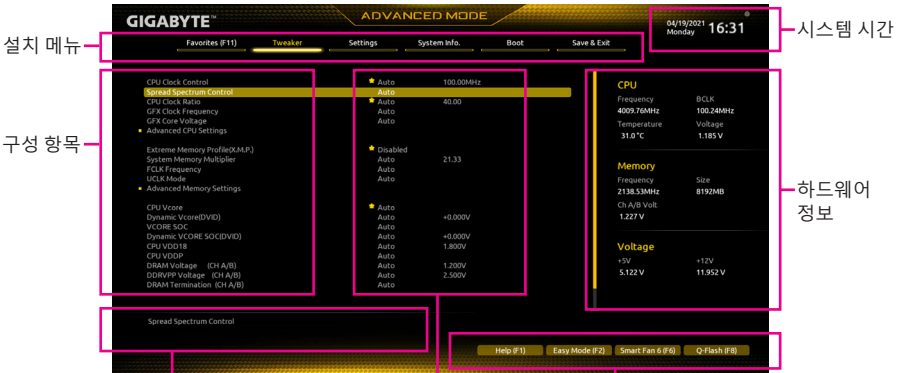 GIGABYTE™
ADVANCED MODE
04/19/2021
Monday
16:31
시스템 시간
설치 메뉴
Favorites (F11) Tweaker Settings System Info. Boot Save & Exit
구성 항목
CPU Clock Control Auto 100.00MHz
Spread Spectrum Control Auto
CPU Clock Ratio Auto 40.00
GFX Clock Frequency Auto
GFX Core Voltage Auto
Advanced CPU Settings
Extreme Memory Profile(X.M.P.) Disabled
System Memory Multiplier Auto 21.33
FCLK Frequency Auto
UCLK Mode Auto
Advanced Memory Settings
CPU Vcore Auto
Dynamic Vcore(DVID) Auto +0.000V
VCORE SOC Auto
Dynamic VCORE SOC(DVID) Auto +0.000V
CPU VDD18 Auto 1.800V
CPU VDDP Auto
DRAM Voltage (CH A/B) Auto 1.200V
DDRVPP Voltage (CH A/B) Auto 2.500V
DRAM Termination (CH A/B) Auto
CPU
Frequency BCLK
4009.76MHz 100.24MHz
Temperature Voltage
31.0 °C 1.185 V
Memory
Frequency Size
2138.53MHz 8192MB
Ch A/B Volt
1.227 V
Voltage
+5V +12V
5.122 V 11.952 V
하드웨어
정보
Spread Spectrum Control
Help (F1) Easy Mode (F2) Smart Fan 6 (F6) Q-Flash (F8)